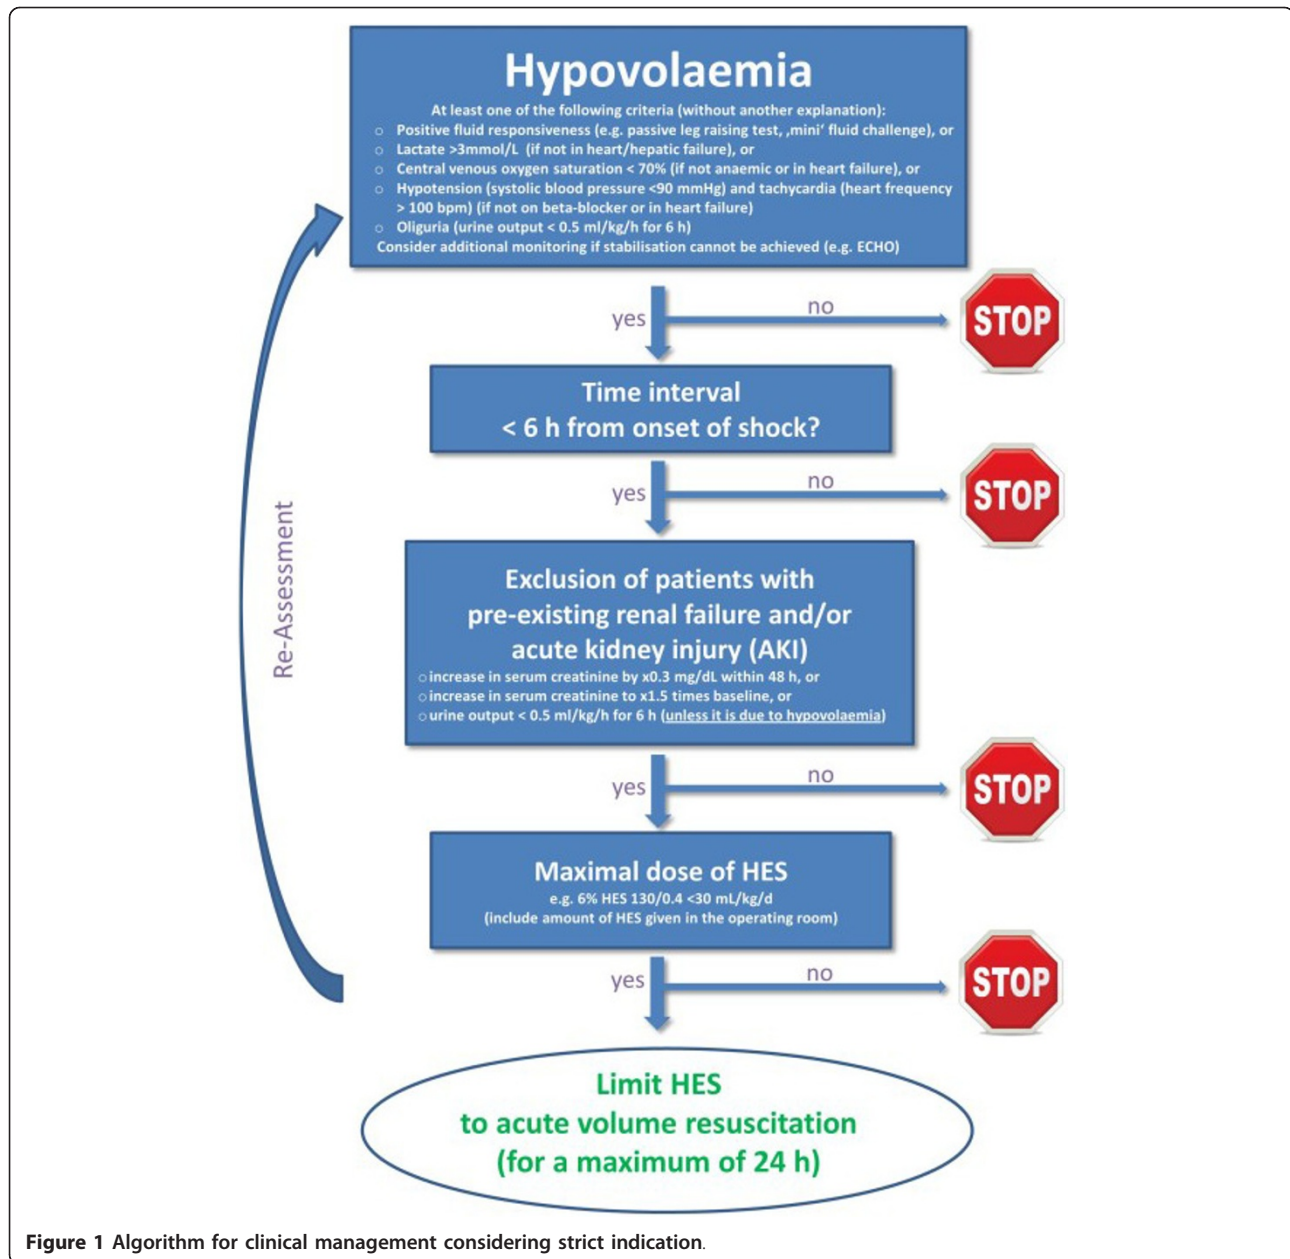 Hypovolaemia
At least one of the following criteria (without another explanation):
○ Positive fluid responsiveness (e.g. passive leg raising test, ‚mini' fluid challenge), or
○ Lactate >3mmol/L (if not in heart/hepatic failure), or
○ Central venous oxygen saturation < 70% (if not anaemic or in heart failure), or
○ Hypotension (systolic blood pressure <90 mmHg) and tachycardia (heart frequency
> 100 bpm) (if not on beta-blocker or in heart failure)
○ Oliguria (urine output < 0.5 ml/kg/h for 6 h)
Consider additional monitoring if stabilisation cannot be achieved (e.g. ECHO)
yes
no
STOP
Time interval
< 6 h from onset of shock?
yes
no
STOP
Re-Assessment
Exclusion of patients with
pre-existing renal failure and/or
acute kidney injury (AKI)
○ increase in serum creatinine by x0.3 mg/dL within 48 h, or
○ increase in serum creatinine to x1.5 times baseline, or
○ urine output < 0.5 ml/kg/h for 6 h (unless it is due to hypovolaemia)
yes
no
STOP
Maximal dose of HES
e.g. 6% HES 130/0.4 <30 mL/kg/d
(include amount of HES given in the operating room)
yes
no
STOP
Limit HES
to acute volume resuscitation
(for a maximum of 24 h)
Figure 1 Algorithm for clinical management considering strict indication.